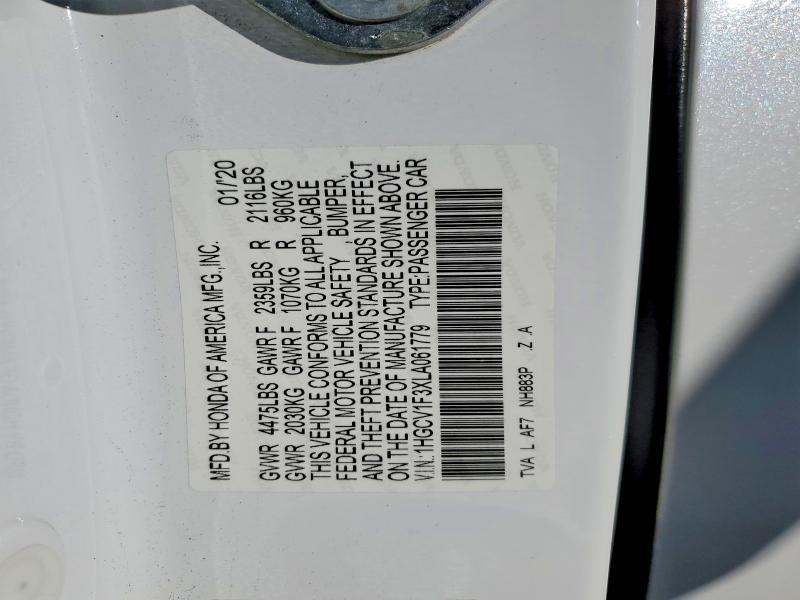 MFD.BY HONDA OF AMERICA MFG.,INC. 01/'20
GVWR 4475LBS GAWR F 2359LBS R 2116LBS
GVWR 2030KG GAWR F 1070KG R 960KG
THIS VEHICLE CONFORMS TO ALL APPLICABLE
FEDERAL MOTOR VEHICLE SAFETY , BUMPER,
AND THEFT PREVENTION STANDARDS IN EFFECT
ON THE DATE OF MANUFACTURE SHOWN ABOVE.
V.I.N.:1HGCV1F3XLA061779 TYPE:PASSENGER CAR
TVA L AF7 NH883P .Z .A